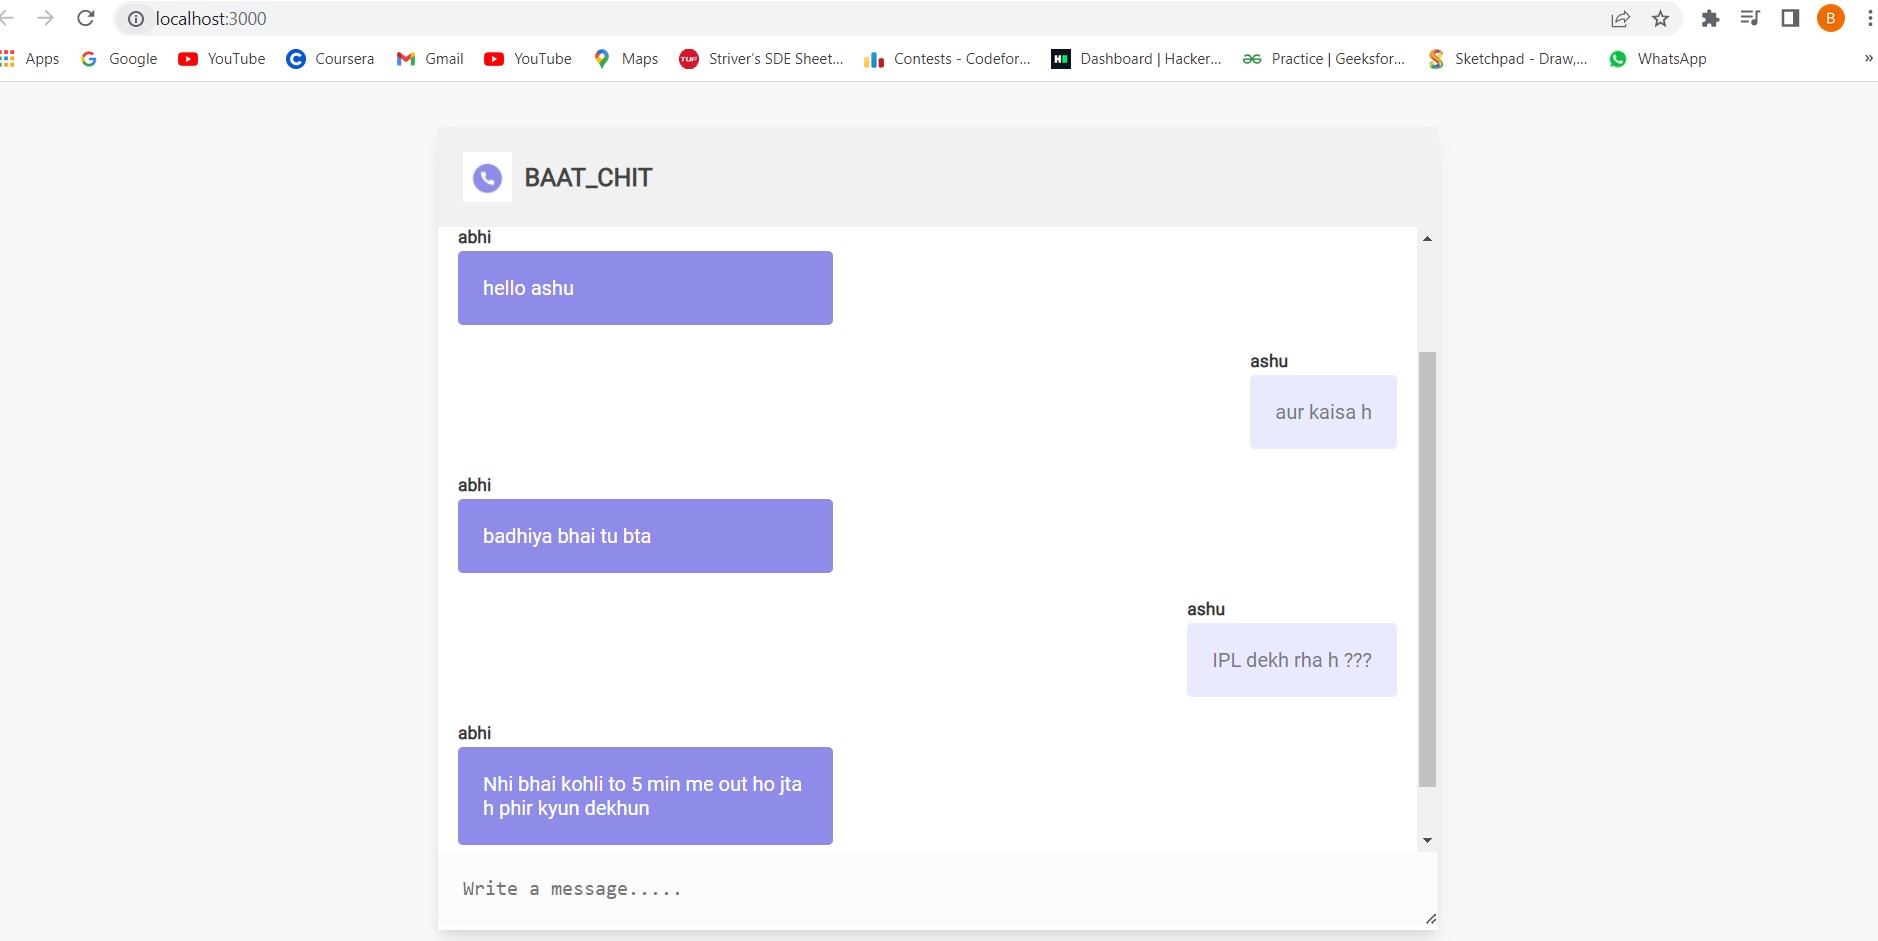 localhost:3000
B
Apps
Google
YouTube
Coursera
Gmail
YouTube
Maps
TUF
Striver's SDE Sheet...
Contests - Codefor...
H
Dashboard | Hacker...
Practice | Geeksfor...
Sketchpad - Draw,...
WhatsApp
»
BAAT_CHIT
abhi
hello ashu
ashu
aur kaisa h
abhi
badhiya bhai tu bta
ashu
IPL dekh rha h ???
abhi
Nhi bhai kohli to 5 min me out ho jta
h phir kyun dekhun
Write a message.....